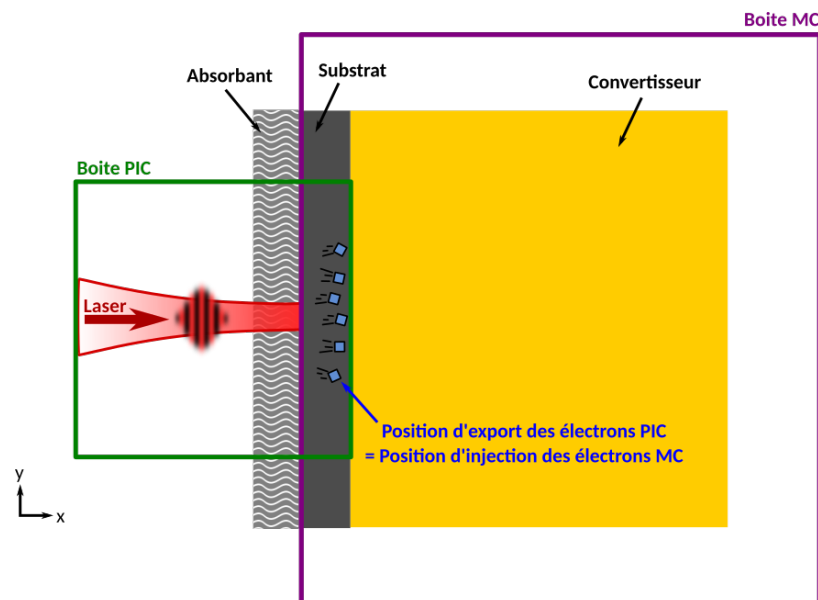 Boite MC
Absorbant
Substrat
Convertisseur
Boite PIC
Laser
Position d'export des électrons PIC
= Position d'injection des électrons MC
y
x